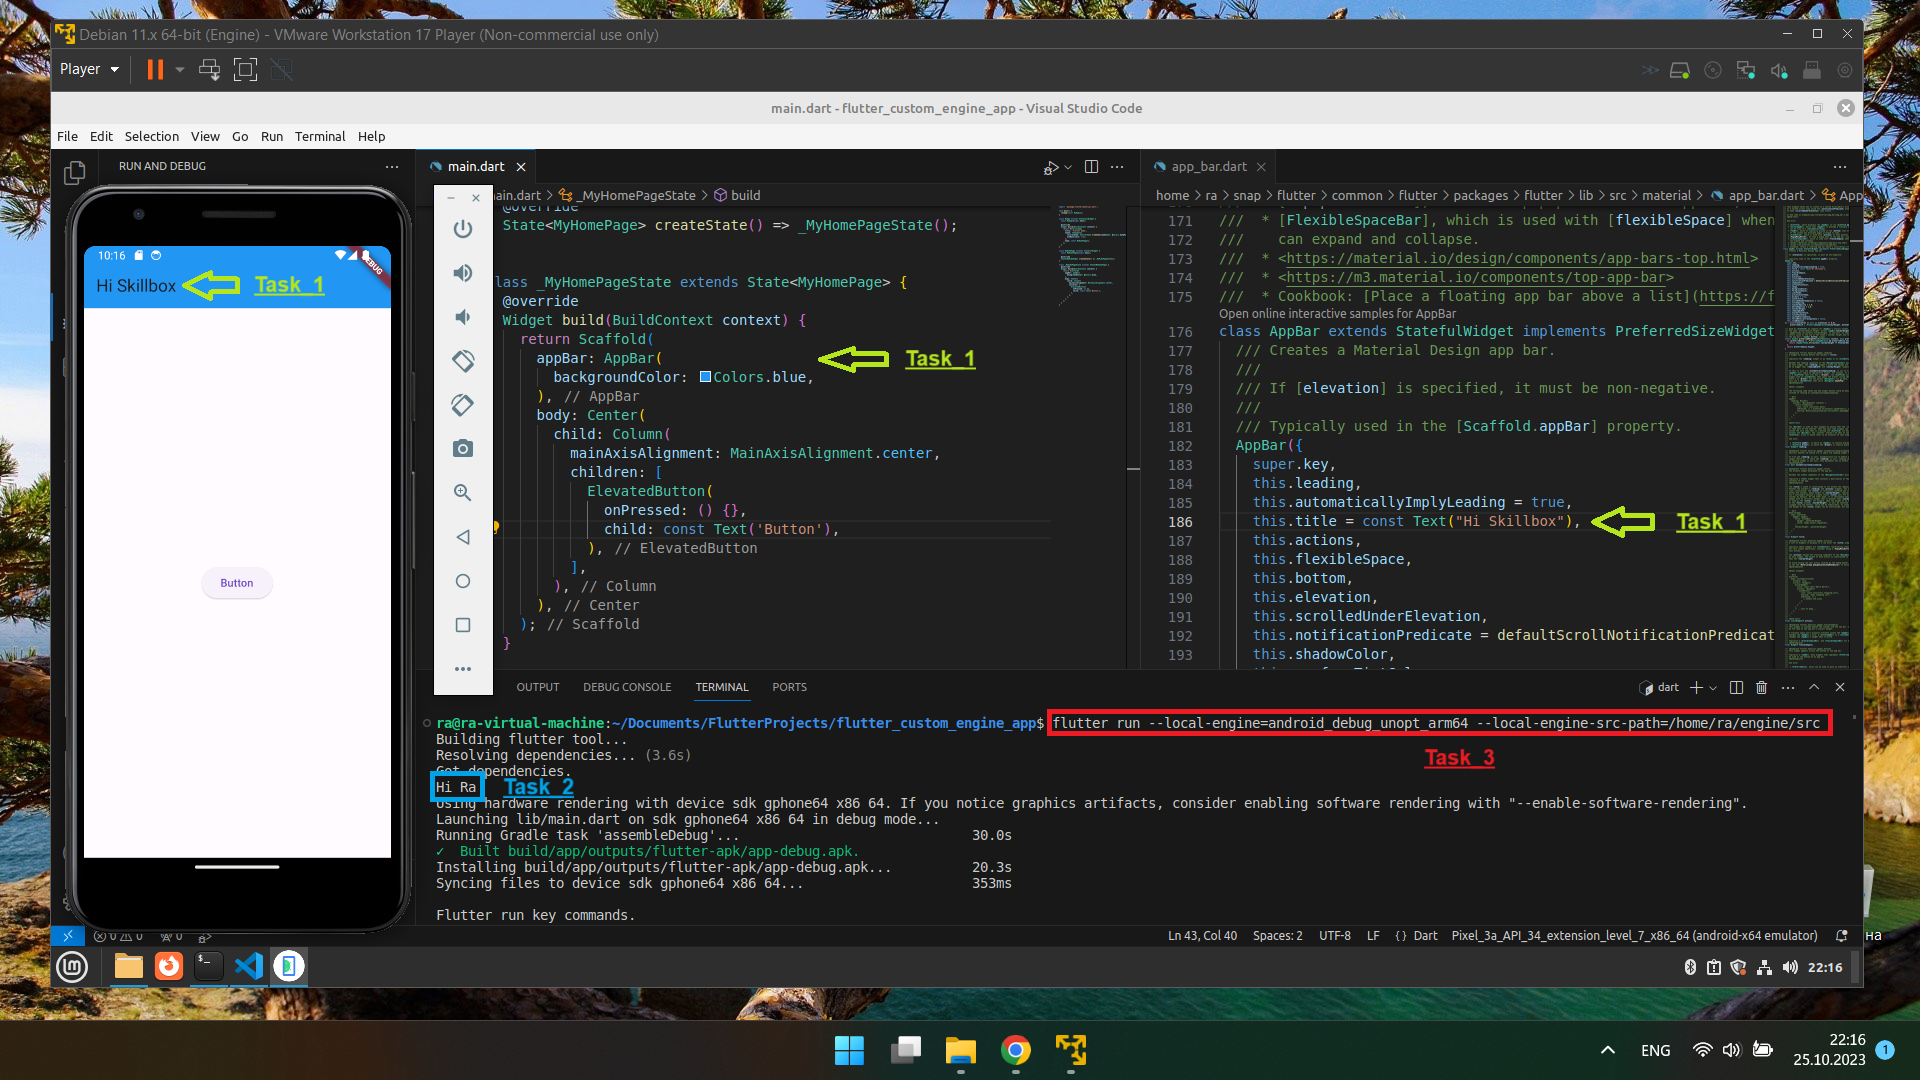 Debian 11.x 64-bit (Engine) - VMware Workstation 17 Player (Non-commercial use only)
Player
main.dart - flutter_custom_engine_app - Visual Studio Code
File Edit Selection View Go Run Terminal Help
RUN AND DEBUG
main.dart
app_bar.dart
main.dart > _MyHomePageState > build
home > ra > snap > flutter > common > flutter > packages > flutter > lib > src > material > app_bar.dart > App
10:16
DEBUG
Hi Skillbox
Task_1
Button
@override
State<MyHomePage> createState() => _MyHomePageState();
lass _MyHomePageState extends State<MyHomePage> {
@override
Widget build(BuildContext context) {
return Scaffold(
appBar: AppBar(
Task_1
backgroundColor: Colors.blue,
), // AppBar
body: Center(
child: Column(
mainAxisAlignment: MainAxisAlignment.center,
children: [
ElevatedButton(
onPressed: () {},
child: const Text('Button'),
), // ElevatedButton
],
), // Column
), // Center
); // Scaffold
}
171 /// * [FlexibleSpaceBar], which is used with [flexibleSpace] when
172 /// can expand and collapse.
173 /// * <https://material.io/design/components/app-bars-top.html>
174 /// * <https://m3.material.io/components/top-app-bar>
175 /// * Cookbook: [Place a floating app bar above a list](https://f
Open online interactive samples for AppBar
176 class AppBar extends StatefulWidget implements PreferredSizeWidget
177 /// Creates a Material Design app bar.
178 ///
179 /// If [elevation] is specified, it must be non-negative.
180 ///
181 /// Typically used in the [Scaffold.appBar] property.
182 AppBar({
183 super.key,
184 this.leading,
185 this.automaticallyImplyLeading = true,
186 this.title = const Text("Hi Skillbox"),
Task_1
187 this.actions,
188 this.flexibleSpace,
189 this.bottom,
190 this.elevation,
191 this.scrolledUnderElevation,
192 this.notificationPredicate = defaultScrollNotificationPredicat
193 this.shadowColor,
OUTPUT DEBUG CONSOLE TERMINAL PORTS
dart
ra@ra-virtual-machine:~/Documents/FlutterProjects/flutter_custom_engine_app$ flutter run --local-engine=android_debug_unopt_arm64 --local-engine-src-path=/home/ra/engine/src
Task_3
Building flutter tool...
Resolving dependencies... (3.6s)
Got dependencies.
Hi Ra
Task_2
Using hardware rendering with device sdk gphone64 x86 64. If you notice graphics artifacts, consider enabling software rendering with "--enable-software-rendering".
Launching lib/main.dart on sdk gphone64 x86 64 in debug mode...
Running Gradle task 'assembleDebug'... 30.0s
✓ Built build/app/outputs/flutter-apk/app-debug.apk.
Installing build/app/outputs/flutter-apk/app-debug.apk... 20.3s
Syncing files to device sdk gphone64 x86 64... 353ms
Flutter run key commands.
0 0 0
Ln 43, Col 40 Spaces: 2 UTF-8 LF {} Dart Pixel_3a_API_34_extension_level_7_x86_64 (android-x64 emulator)
на
22:16
ENG
22:16
25.10.2023
1